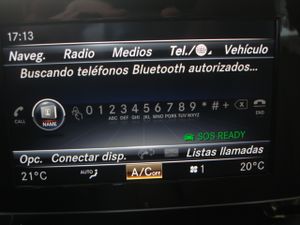 17:13
Naveg. Radio Medios Tel./ Vehículo
Buscando teléfonos Bluetooth autorizados...
NAME 0 1 2 3 4 5 6 7 8 9 * # + X
CALL ABC DEF GHI JKL MNO PQRS TUV WXYZ END
SOS READY
Opc. Conectar disp. Listas llamadas
21°C AUTO A/C OFF 1 20°C